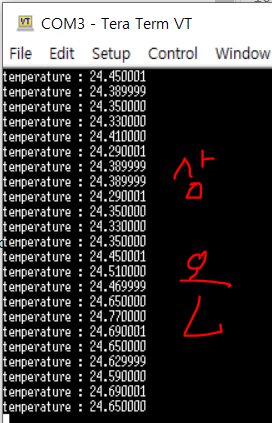 COM3 - Tera Term VT
File Edit Setup Control Window
temperature : 24.450001
temperature : 24.389999
temperature : 24.350000
temperature : 24.330000
temperature : 24.410000
temperature : 24.290001
temperature : 24.389999
temperature : 24.389999
temperature : 24.290001
temperature : 24.350000
temperature : 24.330000
temperature : 24.350000
temperature : 24.450001
temperature : 24.510000
temperature : 24.469999
temperature : 24.650000
temperature : 24.770000
temperature : 24.690001
temperature : 24.650000
temperature : 24.629999
temperature : 24.590000
temperature : 24.690001
temperature : 24.650000
상
온